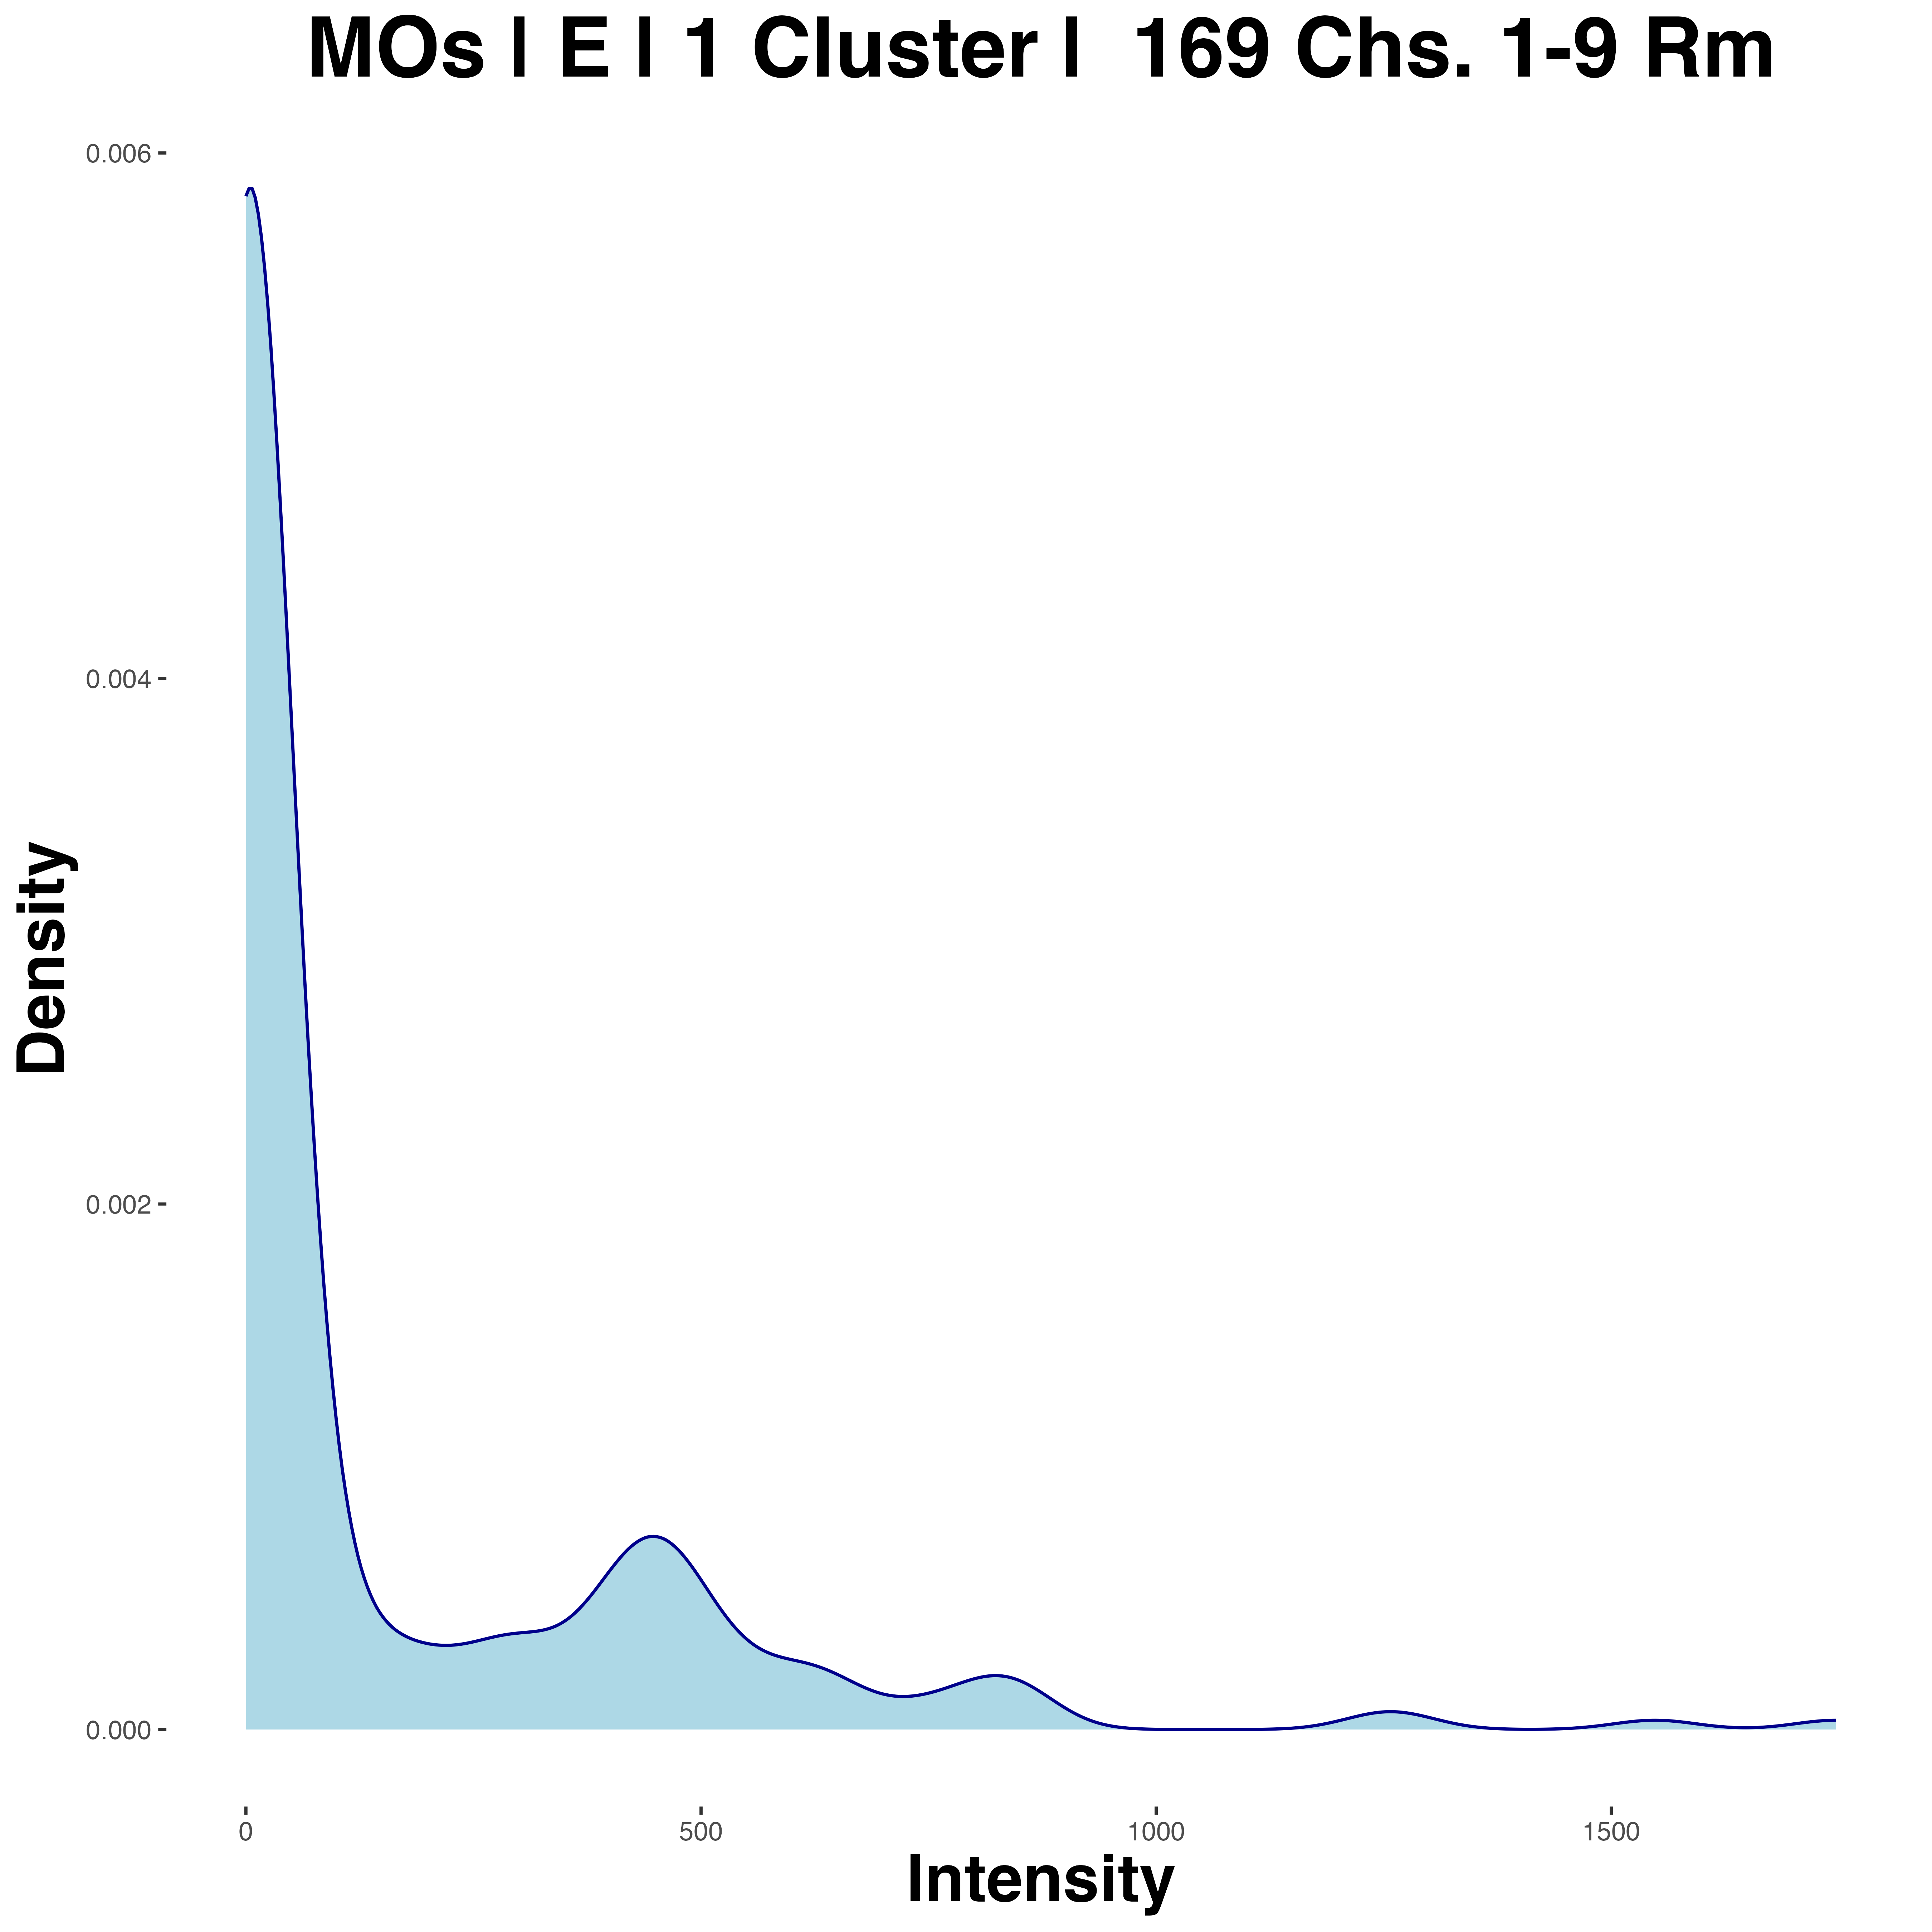 MOs | E | 1 Cluster |  169 Chs. 1-9 Rm
0.006
0.004
0.002
0.000
Density
0 500 1000 1500
Intensity